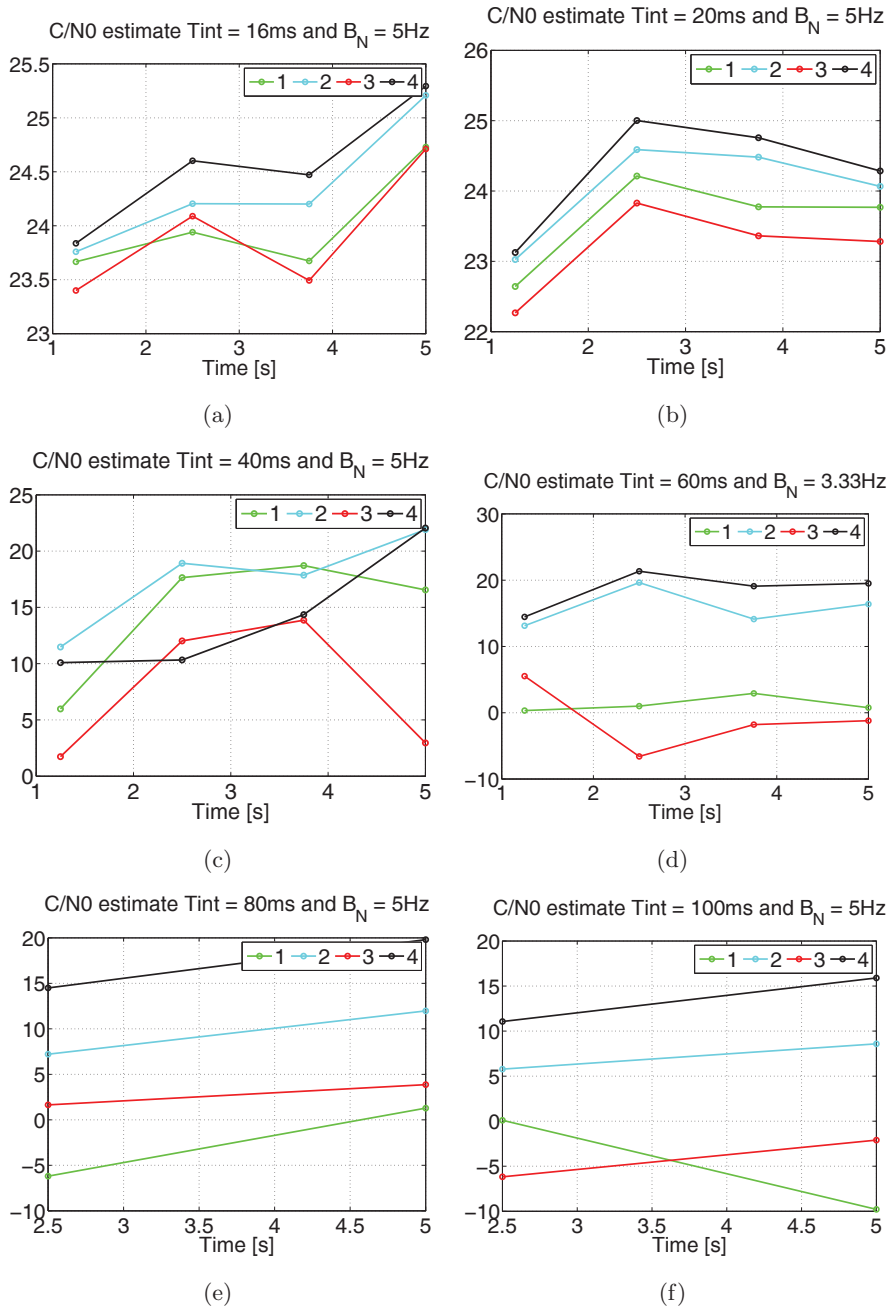 C/N0 estimate Tint = 16ms and B_N = 5Hz
25.5
25
24.5
24
23.5
23
1 2 3 4
1 2 3 4 5
Time [s]
(a)
C/N0 estimate Tint = 20ms and B_N = 5Hz
26
25
24
23
22
1 2 3 4
1 2 3 4 5
Time [s]
(b)
C/N0 estimate Tint = 40ms and B_N = 5Hz
25
20
15
10
5
0
1 2 3 4
1 2 3 4 5
Time [s]
(c)
C/N0 estimate Tint = 60ms and B_N = 3.33Hz
30
20
10
0
−10
1 2 3 4
1 2 3 4 5
Time [s]
(d)
C/N0 estimate Tint = 80ms and B_N = 5Hz
20
15
10
5
0
−5
−10
1 2 3 4
2.5 3 3.5 4 4.5 5
Time [s]
(e)
C/N0 estimate Tint = 100ms and B_N = 5Hz
20
15
10
5
0
−5
−10
1 2 3 4
2.5 3 3.5 4 4.5 5
Time [s]
(f)